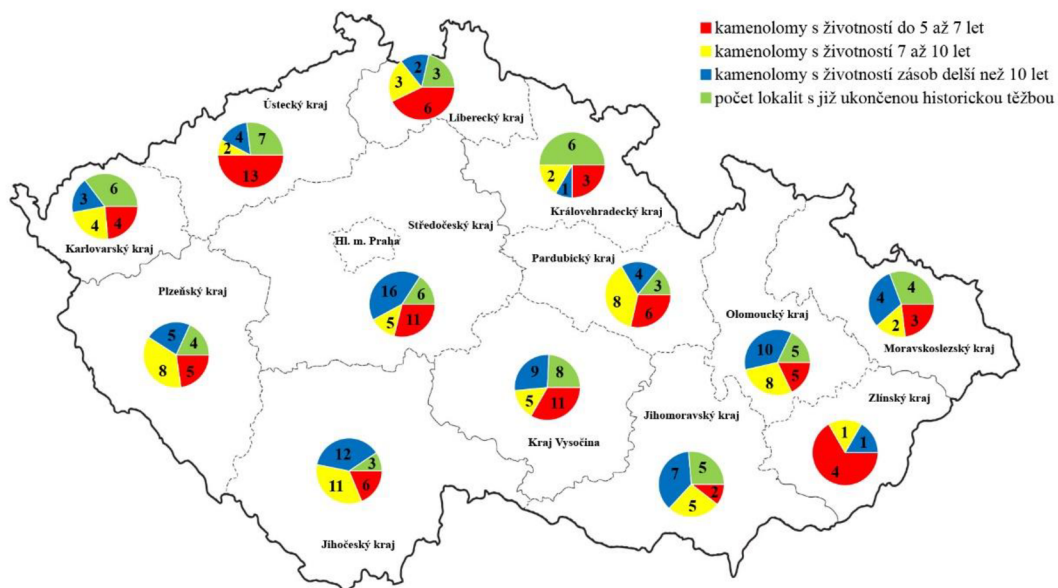 kamenolomy s životností do 5 až 7 let
kamenolomy s životností 7 až 10 let
kamenolomy s životností zásob delší než 10 let
počet lokalit s již ukončenou historickou těžbou
2
3
3
6
Liberecký kraj
Ústecký kraj
4
7
2
13
6
2
3
1
Královehradecký kraj
3
6
4
4
Karlovarský kraj
Středočeský kraj
Hl. m. Praha
16
6
5
11
Pardubický kraj
4
3
8
6
4
4
2
3
Moravskoslezský kraj
Plzeňský kraj
5
4
8
5
Olomoucký kraj
10
5
8
5
9
8
5
11
Kraj Vysočina
Zlínský kraj
1
1
4
Jihomoravský kraj
7
5
2
5
12
3
11
6
Jihočeský kraj